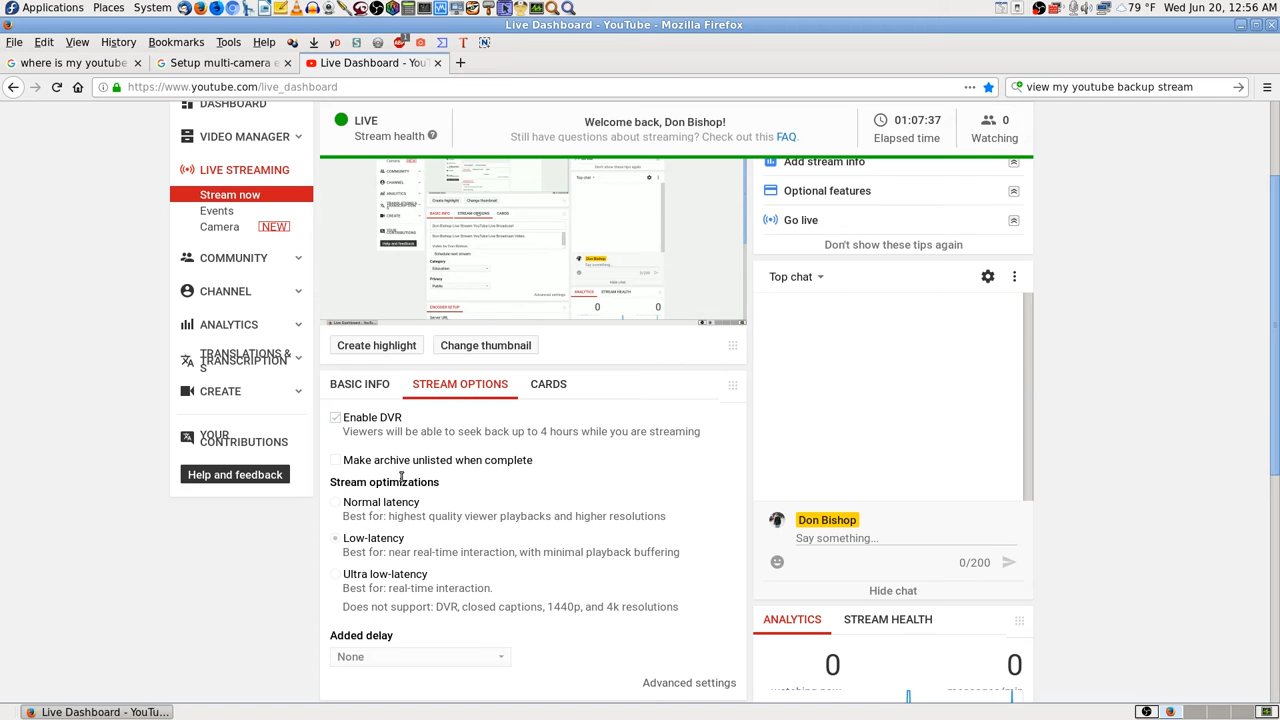 Applications Places System
79 °F Wed Jun 20, 12:56 AM
Live Dashboard - YouTube - Mozilla Firefox
File Edit View History Bookmarks Tools Help
where is my youtube
Setup multi-camera e
Live Dashboard - You
https://www.youtube.com/live_dashboard
view my youtube backup stream
DASHBOARD
VIDEO MANAGER
LIVE STREAMING
Stream now
Events
Camera NEW
COMMUNITY
CHANNEL
ANALYTICS
TRANSLATIONS &
TRANSCRIPTION
S
CREATE
YOUR
CONTRIBUTIONS
Help and feedback
LIVE
Stream health
Welcome back, Don Bishop!
Still have questions about streaming? Check out this FAQ.
01:07:37
Elapsed time
0
Watching
Create highlight
Change thumbnail
BASIC INFO
STREAM OPTIONS
CARDS
Enable DVR
Viewers will be able to seek back up to 4 hours while you are streaming
Make archive unlisted when complete
Stream optimizations
Normal latency
Best for: highest quality viewer playbacks and higher resolutions
Low-latency
Best for: near real-time interaction, with minimal playback buffering
Ultra low-latency
Best for: real-time interaction.
Does not support: DVR, closed captions, 1440p, and 4k resolutions
Added delay
None
Advanced settings
Add stream info
Optional features
Go live
Don't show these tips again
Top chat
Don Bishop
Say something...
0/200
Hide chat
ANALYTICS
STREAM HEALTH
0
0
Live Dashboard - YouTu...